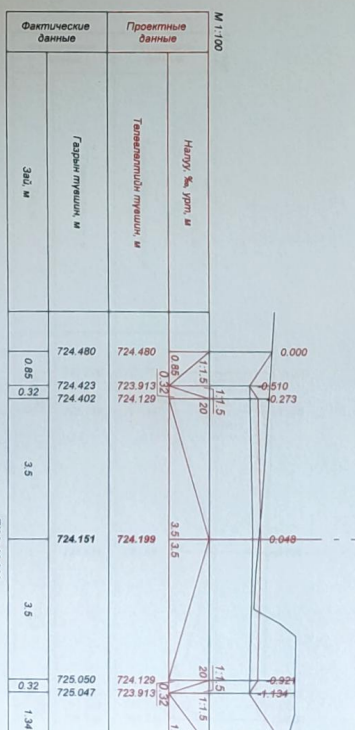 М 1:100
Фактические данные
Проектные данные
Зай, м
Газрын түвшин, м
Төлөвлөлтийн түвшин, м
Налуу, ‰, урт, м
0.85 724.480 724.480 0.85 1:1.5 0.000
0.32 724.423 723.913 0.32 1:1.5 -0.510
724.402 724.129 20 -0.273
3.5
724.151 724.199 3.5 3.5 0.048
3.5
0.32 725.050 724.129 0.32 20 1:1.5 -0.921
725.047 723.913 1:1.5 -1.134
1.34 1